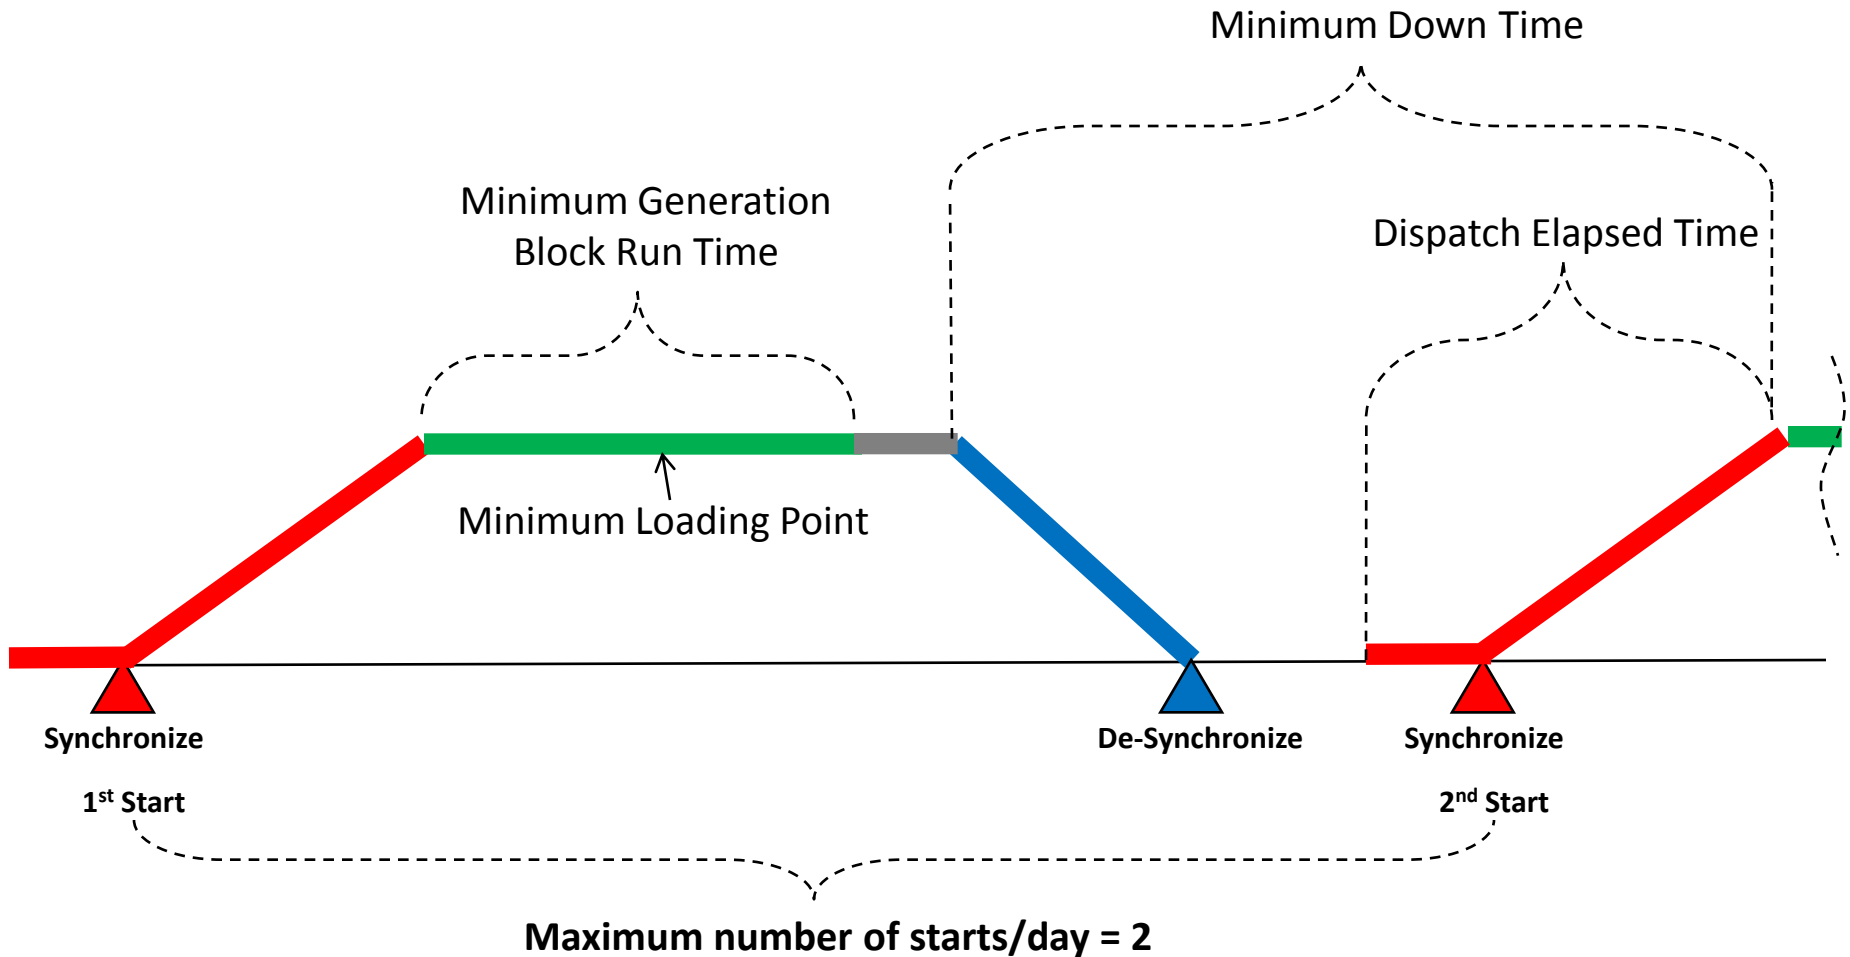 Minimum Down Time
Minimum Generation
Block Run Time
Dispatch Elapsed Time
Minimum Loading Point
Synchronize
De-Synchronize
Synchronize
1st Start
2nd Start
Maximum number of starts/day = 2